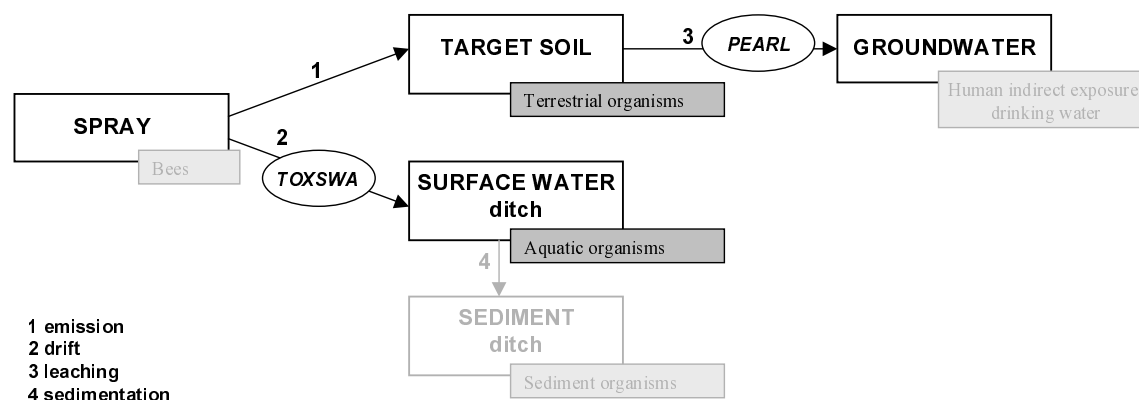 SPRAY
Bees
1
TARGET SOIL
Terrestrial organisms
3
PEARL
GROUNDWATER
Human indirect exposure
drinking water
2
TOXSWA
SURFACE WATER
ditch
Aquatic organisms
4
SEDIMENT
ditch
Sediment organisms
1 emission
2 drift
3 leaching
4 sedimentation